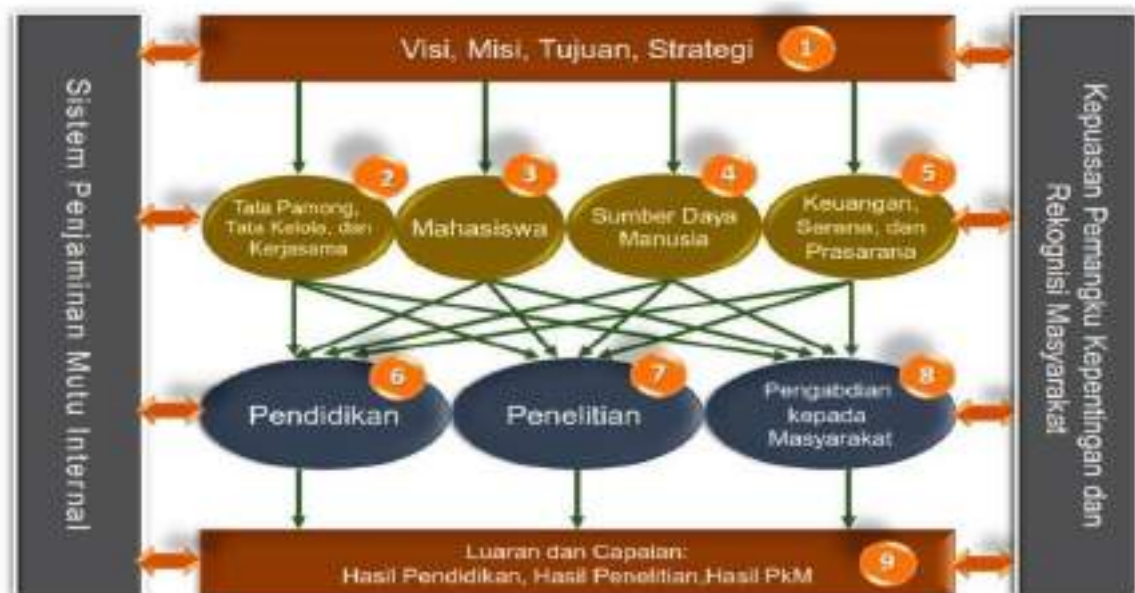 Visi, Misi, Tujuan, Strategi
1
Sistem Penjaminan Mutu Internal
Kepuasan Pemangku Kepentingan dan
Rekognisi Masyarakat
2
Tata Pamong,
Tata Kelola, dan
Kerjasama
3
Mahasiswa
4
Sumber Daya
Manusia
5
Keuangan,
Sarana, dan
Prasarana
6
Pendidikan
7
Penelitian
8
Pengabdian
kepada
Masyarakat
Luaran dan Capaian:
Hasil Pendidikan, Hasil Penelitian,Hasil PkM
9